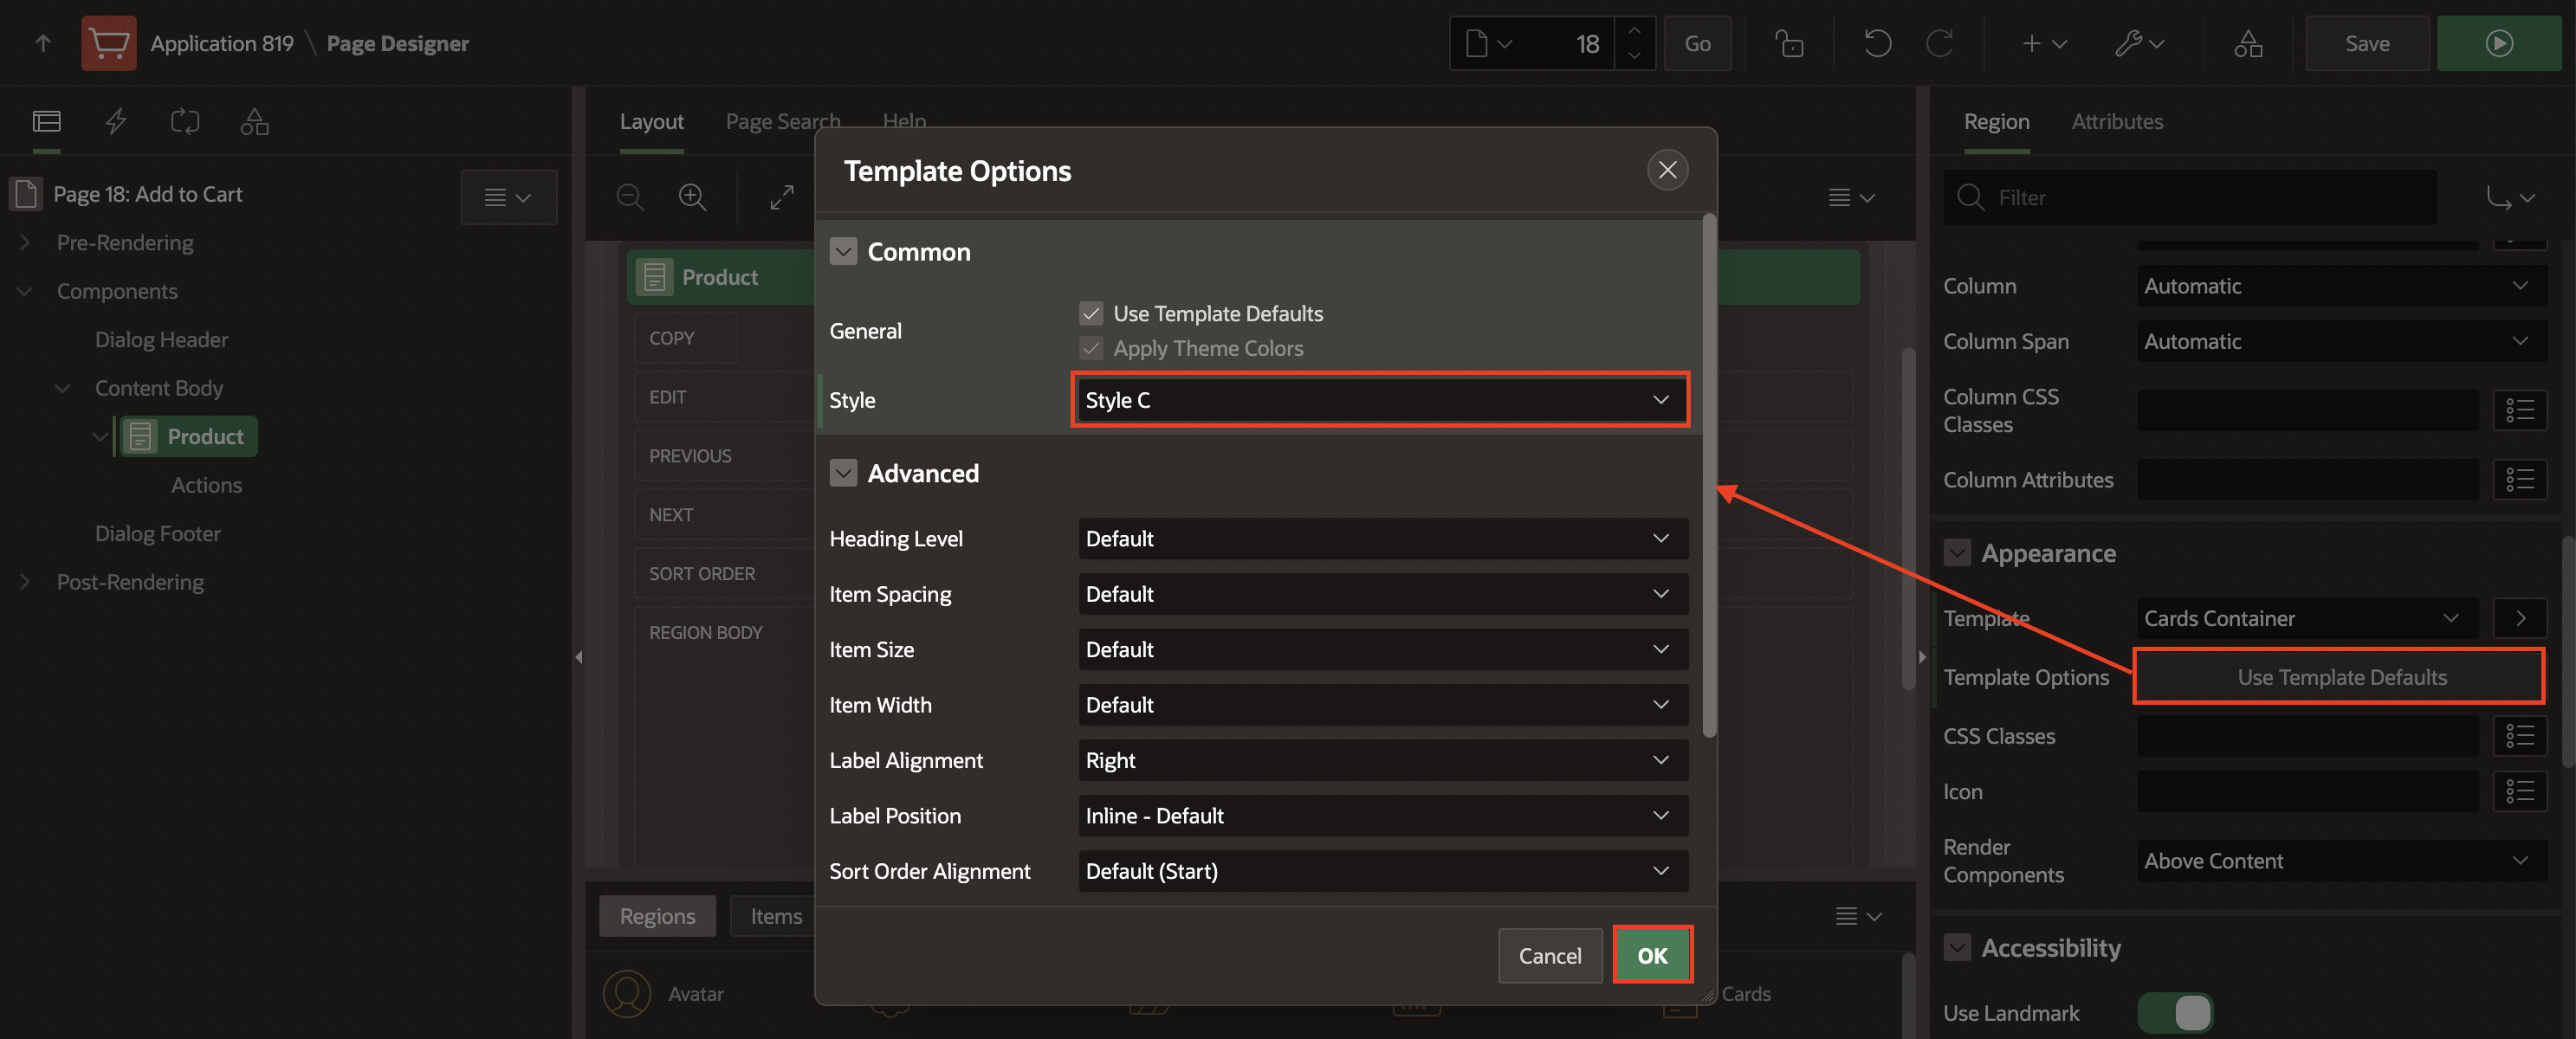 Application 819 \ Page Designer
18
Go
Save
Layout
Page Search
Help
Region
Attributes
Page 18: Add to Cart
Pre-Rendering
Components
Dialog Header
Content Body
Product
Actions
Dialog Footer
Post-Rendering
Product
COPY
EDIT
PREVIOUS
NEXT
SORT ORDER
REGION BODY
Regions
Items
Avatar
Cards
Template Options
Common
General
Use Template Defaults
Apply Theme Colors
Style
Style C
Advanced
Heading Level
Default
Item Spacing
Default
Item Size
Default
Item Width
Default
Label Alignment
Right
Label Position
Inline - Default
Sort Order Alignment
Default (Start)
Cancel
OK
Filter
Column
Automatic
Column Span
Automatic
Column CSS
Classes
Column Attributes
Appearance
Template
Cards Container
Template Options
Use Template Defaults
CSS Classes
Icon
Render
Components
Above Content
Accessibility
Use Landmark